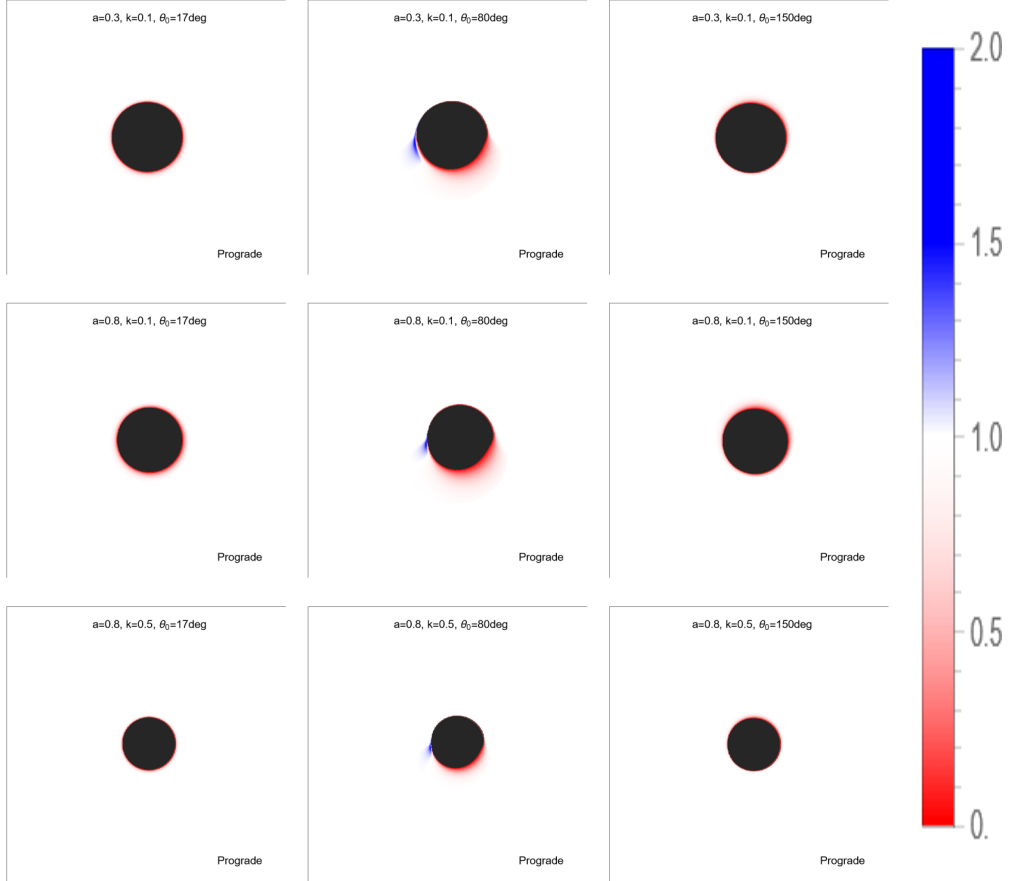 a=0.3, k=0.1, θ₀=17deg
Prograde
a=0.3, k=0.1, θ₀=80deg
Prograde
a=0.3, k=0.1, θ₀=150deg
Prograde
a=0.8, k=0.1, θ₀=17deg
Prograde
a=0.8, k=0.1, θ₀=80deg
Prograde
a=0.8, k=0.1, θ₀=150deg
Prograde
a=0.8, k=0.5, θ₀=17deg
Prograde
a=0.8, k=0.5, θ₀=80deg
Prograde
a=0.8, k=0.5, θ₀=150deg
Prograde
2.0
1.5
1.0
0.5
0.